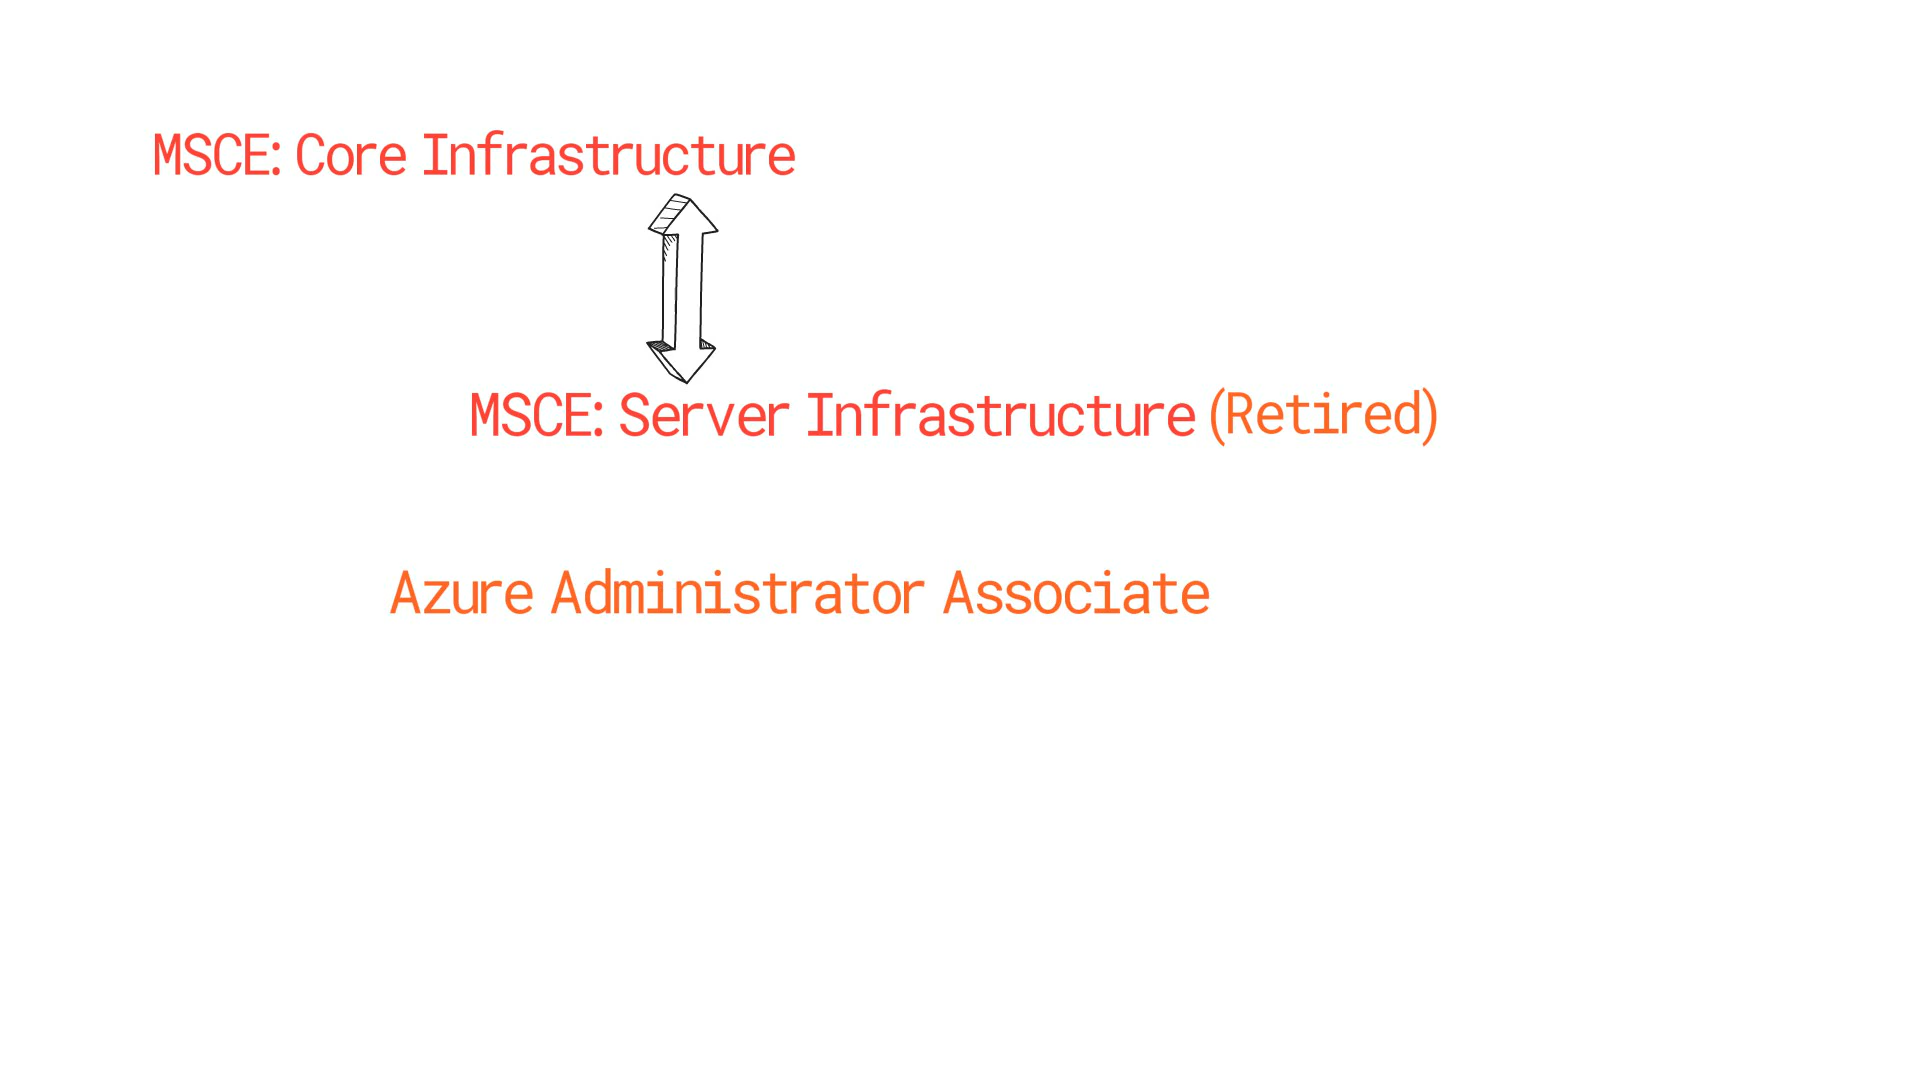 MSCE: Core Infrastructure
MSCE: Server Infrastructure (Retired)
Azure Administrator Associate